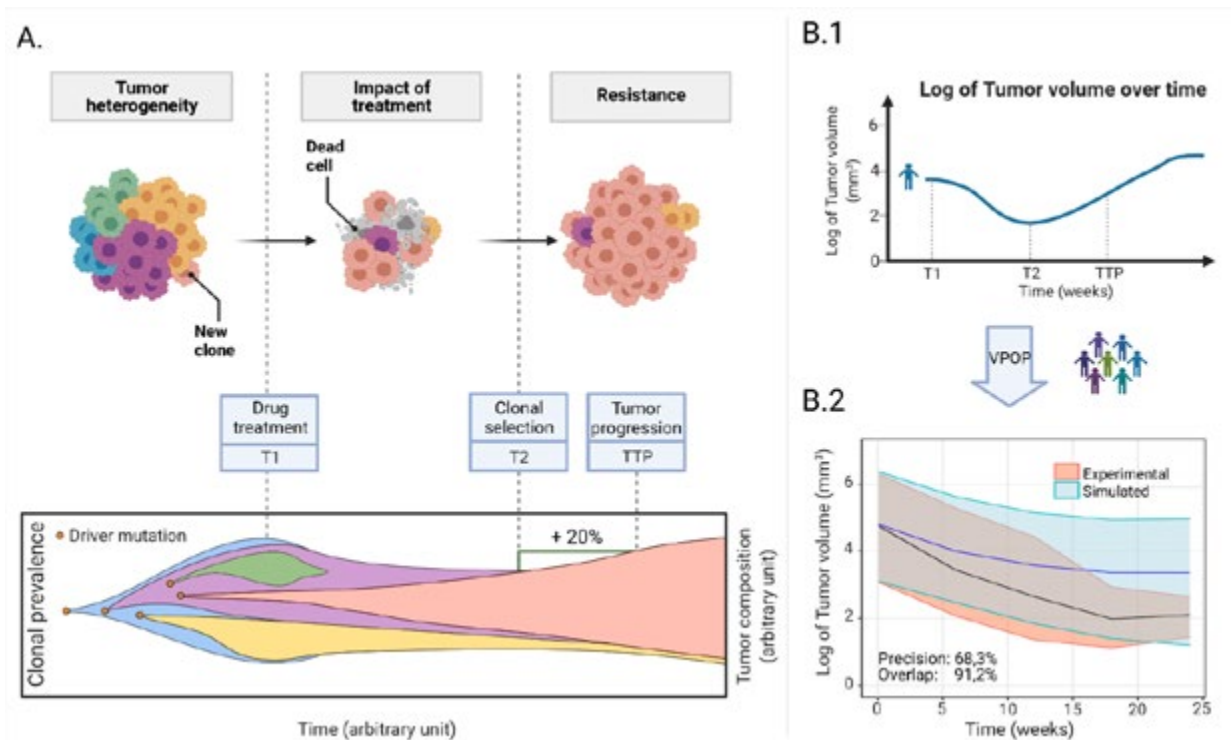 A.
Tumor
heterogeneity
Impact of
treatment
Resistance
Dead
cell
New
clone
Drug
treatment
T1
Clonal
selection
T2
Tumor
progression
TTP
Clonal prevalence
Driver mutation
+ 20%
Tumor composition
(arbitrary unit)
Time (arbitrary unit)
B.1
Log of Tumor volume over time
Log of Tumor volume
(mm³)
6
4
2
0
T1
T2
TTP
Time (weeks)
VPOP
B.2
Log of Tumor volume (mm³)
6
4
2
0
Experimental
Simulated
Precision: 68,3%
Overlap: 91,2%
0
5
10
15
20
25
Time (weeks)